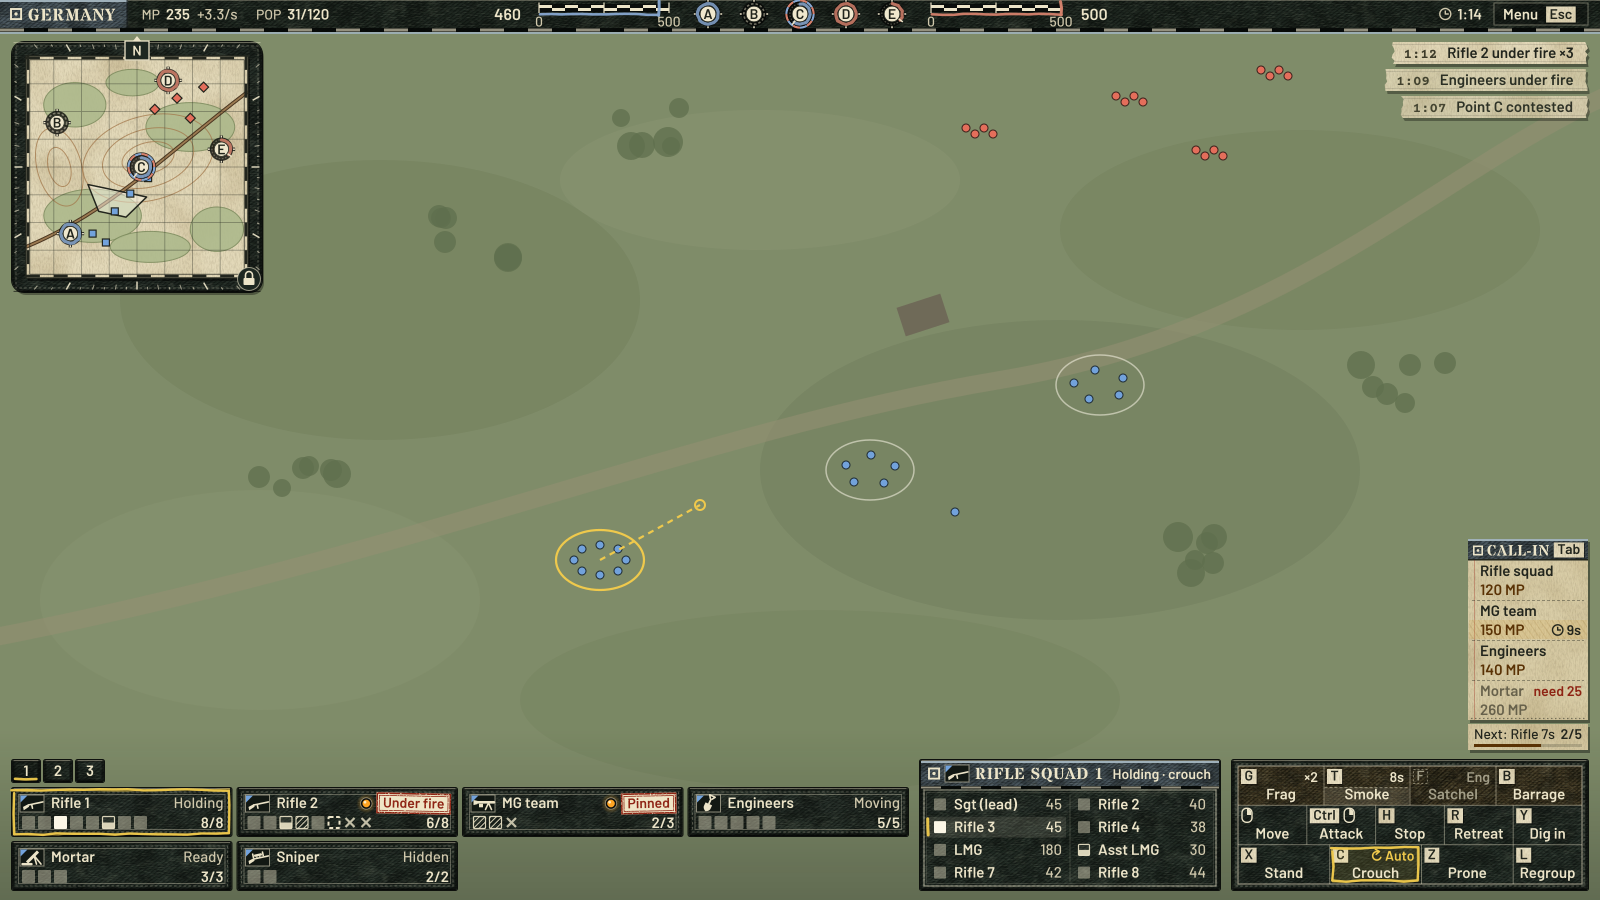 GERMANY MP 235 +3.3/s POP 31/120
460 0 500 A B C D E 0 500 500
1:14 Menu Esc
N
D
B
E
C
A
1:12 Rifle 2 under fire ×3
1:09 Engineers under fire
1:07 Point C contested
CALL-IN Tab
Rifle squad
120 MP
MG team
150 MP 9s
Engineers
140 MP
Mortar need 25
260 MP
Next: Rifle 7s 2/5
1 2 3
Rifle 1 Holding
8/8
Rifle 2 Under fire
6/8
MG team Pinned
2/3
Engineers Moving
5/5
Mortar Ready
3/3
Sniper Hidden
2/2
RIFLE SQUAD 1 Holding · crouch
Sgt (lead) 45 Rifle 2 40
Rifle 3 45 Rifle 4 38
LMG 180 Asst LMG 30
Rifle 7 42 Rifle 8 44
G ×2 T 8s F Eng B
Frag Smoke Satchel Barrage
Ctrl H R Y
Move Attack Stop Retreat Dig in
X C Auto Z L
Stand Crouch Prone Regroup